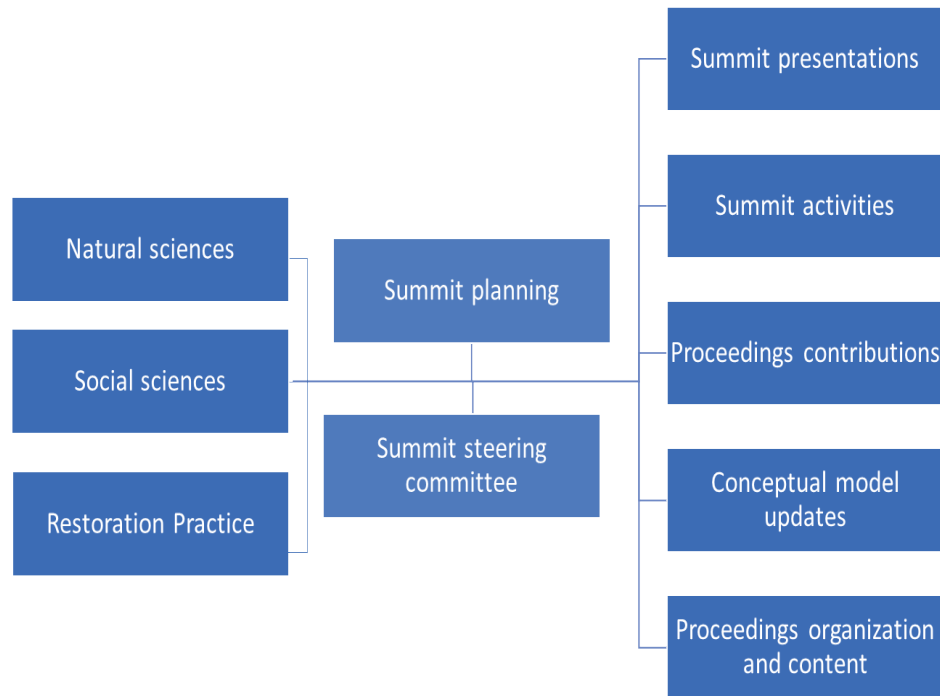 Natural sciences
Social sciences
Restoration Practice
Summit planning
Summit steering
committee
Summit presentations
Summit activities
Proceedings contributions
Conceptual model
updates
Proceedings organization
and content